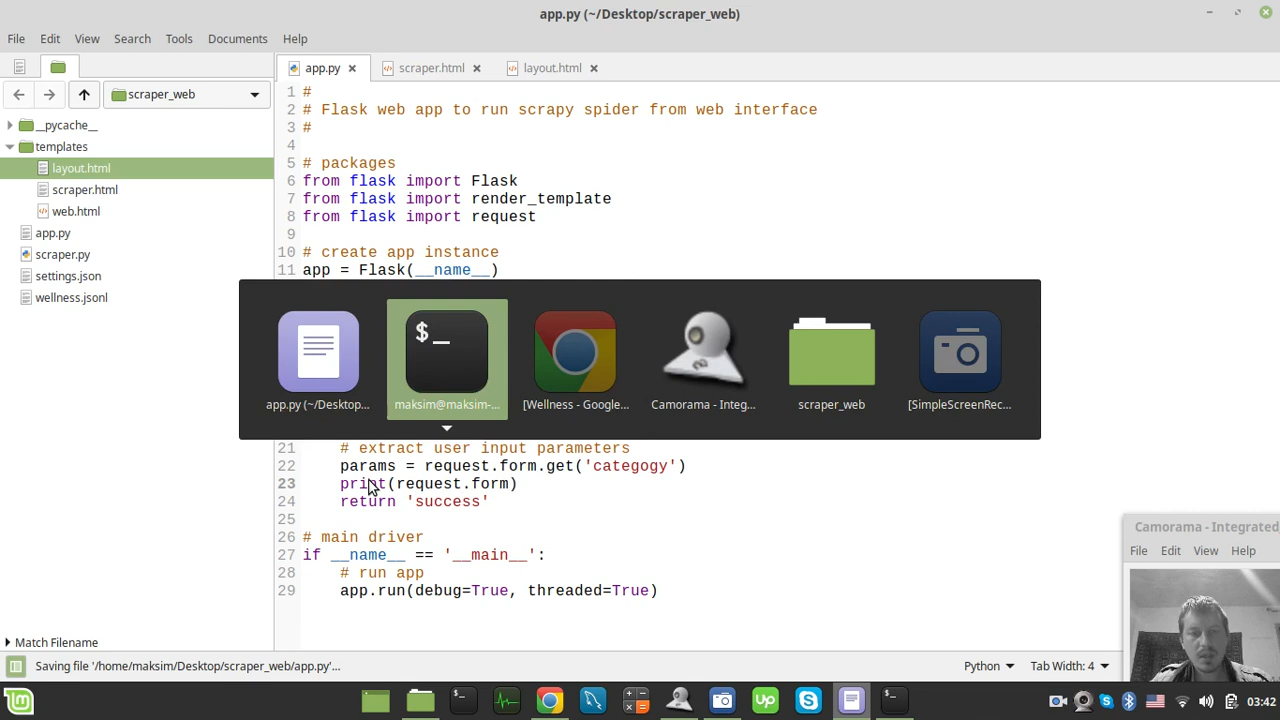 app.py (~/Desktop/scraper_web)
File Edit View Search Tools Documents Help
app.py
scraper.html
layout.html
scraper_web
__pycache__
templates
layout.html
scraper.html
web.html
app.py
scraper.py
settings.json
wellness.jsonl
Match Filename
1 #
2 # Flask web app to run scrapy spider from web interface
3 #
4
5 # packages
6 from flask import Flask
7 from flask import render_template
8 from flask import request
9
10 # create app instance
11 app = Flask(__name__)
$_
app.py (~/Desktop...
maksim@maksim-...
[Wellness - Google...
Camorama - Integ...
scraper_web
[SimpleScreenRec...
21 # extract user input parameters
22 params = request.form.get('categogy')
23 print(request.form)
24 return 'success'
25
26 # main driver
27 if __name__ == '__main__':
28 # run app
29 app.run(debug=True, threaded=True)
Camorama - Integrated
File Edit View Help
Saving file '/home/maksim/Desktop/scraper_web/app.py'...
Python
Tab Width: 4
$_
up
$_
03:42